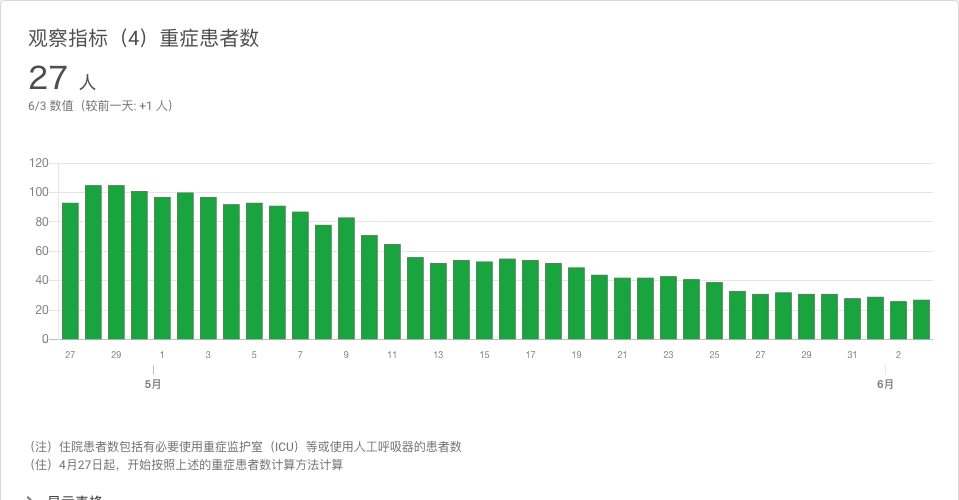 观察指标（4）重症患者数
27 人
6/3 数值（较前一天: +1 人）
120
100
80
60
40
20
0
27 29 1 3 5 7 9 11 13 15 17 19 21 23 25 27 29 31 2
5月 6月
（注）住院患者数包括有必要使用重症监护室（ICU）等或使用人工呼吸器的患者数
（住）4月27日起，开始按照上述的重症患者数计算方法计算
显示表格